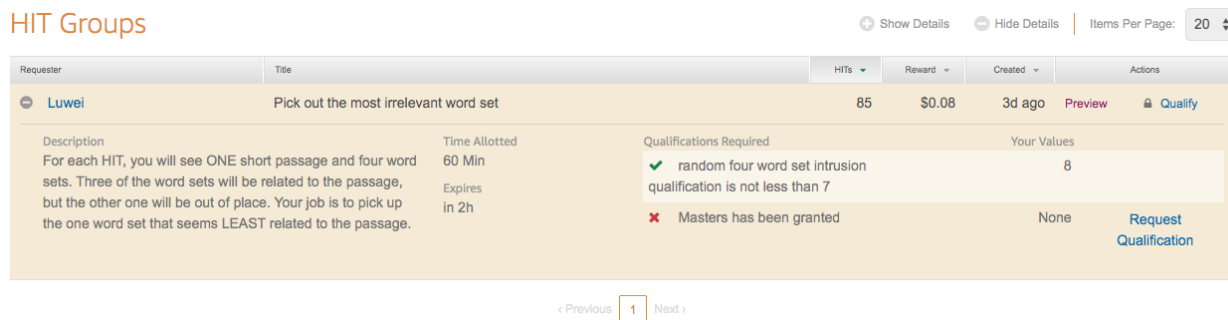 HIT Groups
Show Details Hide Details Items Per Page: 20
Requester Title HITs Reward Created Actions
Luwei Pick out the most irrelevant word set 85 $0.08 3d ago Preview Qualify
Description
For each HIT, you will see ONE short passage and four word
sets. Three of the word sets will be related to the passage,
but the other one will be out of place. Your job is to pick up
the one word set that seems LEAST related to the passage.
Time Allotted
60 Min
Expires
in 2h
Qualifications Required Your Values
random four word set intrusion 8
qualification is not less than 7
Masters has been granted None Request
Qualification
‹ Previous 1 Next ›